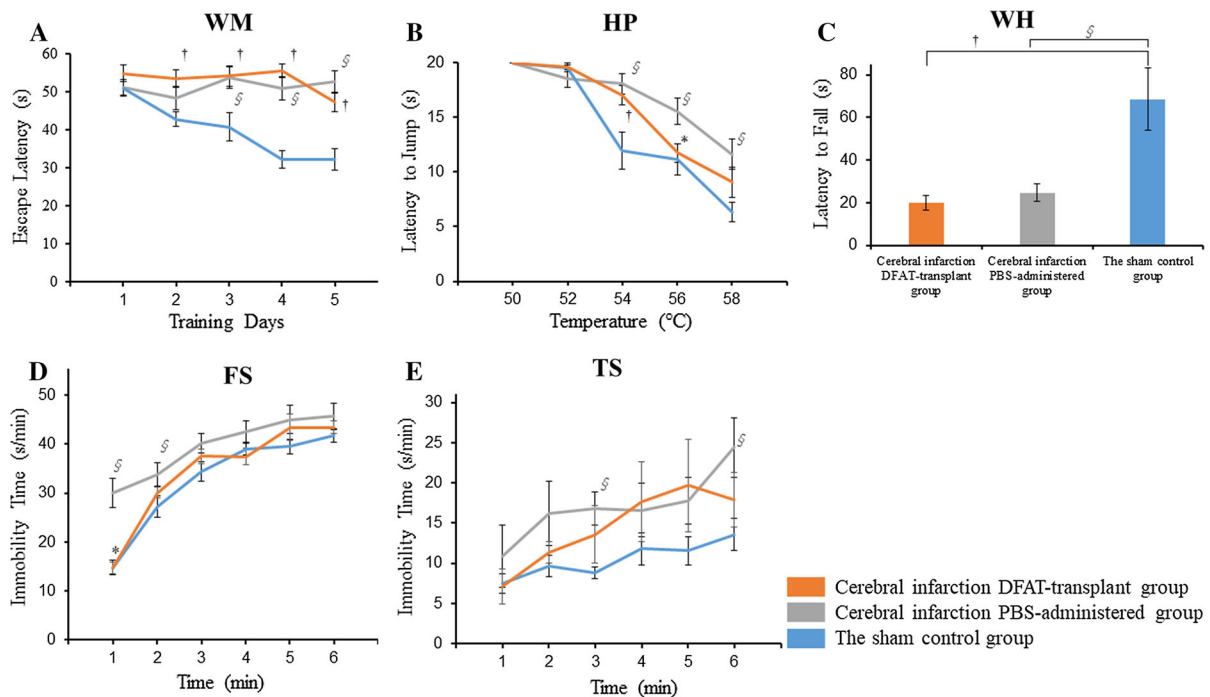 A
WM
Escape Latency (s)
60
50
40
30
20
10
0
† † † §
§ § †
1 2 3 4 5
Training Days
B
HP
Latency to Jump (s)
20
15
10
5
0
§
§
†
*
§
50 52 54 56 58
Temperature (°C)
C
WH
† §
Latency to Fall (s)
80
60
40
20
0
Cerebral infarction
DFAT-transplant
group
Cerebral infarction
PBS-administered
group
The sham control
group
D
FS
Immobility Time (s/min)
50
40
30
20
10
0
§
§
*
1 2 3 4 5 6
Time (min)
E
TS
Immobility Time (s/min)
30
25
20
15
10
5
0
§
§
1 2 3 4 5 6
Time (min)
Cerebral infarction DFAT-transplant group
Cerebral infarction PBS-administered group
The sham control group